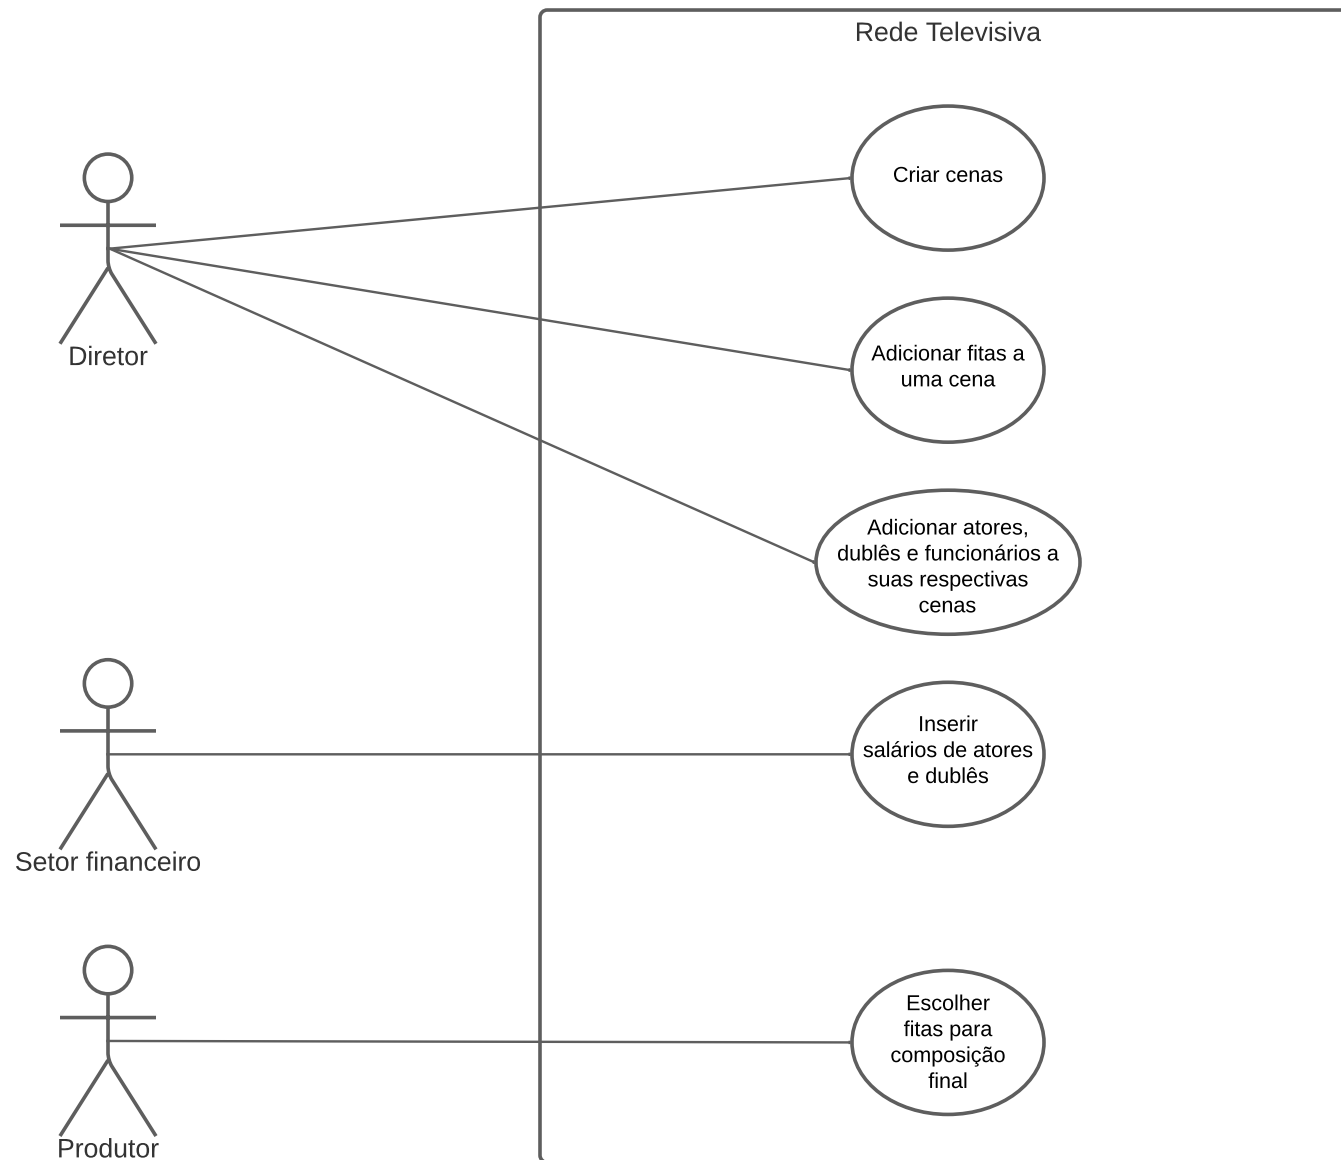 Rede Televisiva
Criar cenas
Diretor
Adicionar fitas a
uma cena
Adicionar atores,
dublês e funcionários a
suas respectivas
cenas
Inserir
salários de atores
e dublês
Setor financeiro
Escolher
fitas para
composição
final
Produtor